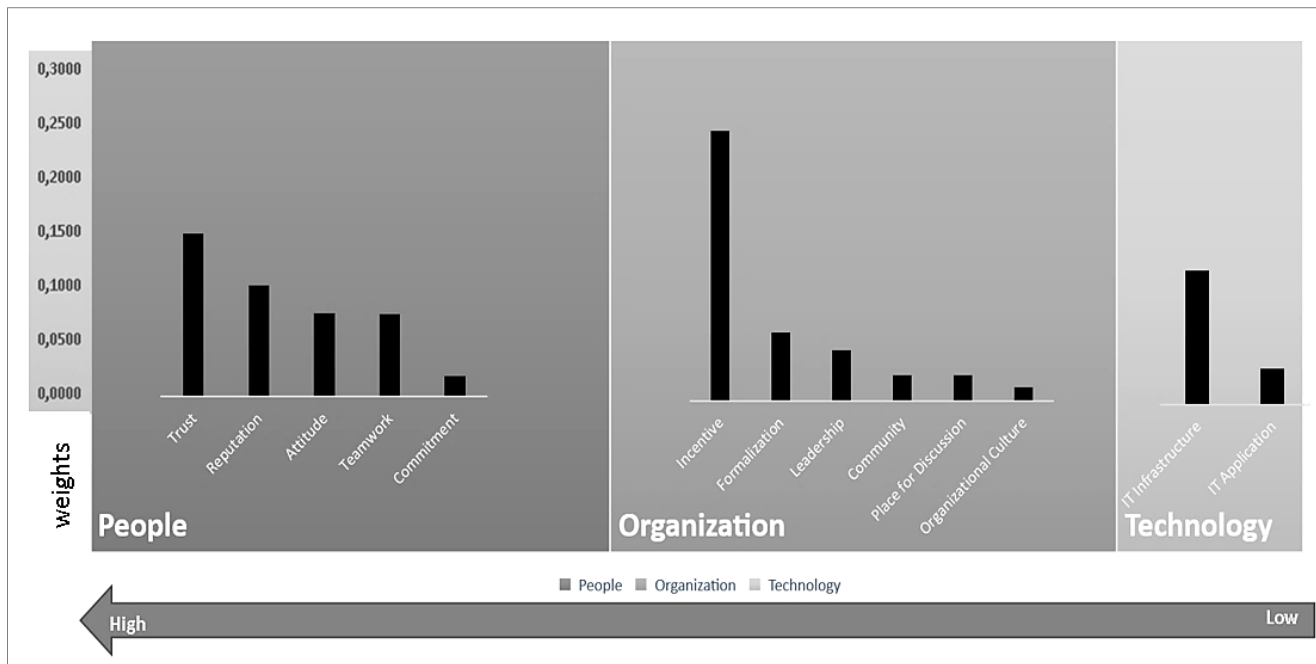 0,3000
0,2500
0,2000
0,1500
0,1000
0,0500
0,0000
weights
Trust
Reputation
Attitude
Teamwork
Commitment
People
Incentive
Formalization
Leadership
Community
Place for Discussion
Organizational Culture
Organization
IT Infrastructure
IT Application
Technology
People Organization Technology
High Low